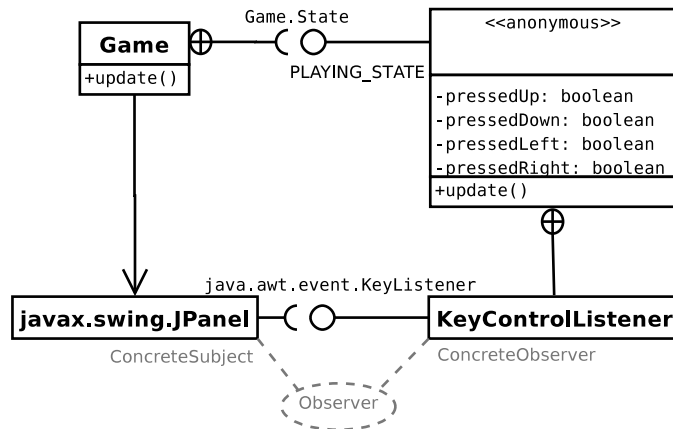 Game.State
<<anonymous>>
Game
+update()
PLAYING_STATE
-pressedUp: boolean
-pressedDown: boolean
-pressedLeft: boolean
-pressedRight: boolean
+update()
java.awt.event.KeyListener
javax.swing.JPanel
KeyControlListener
ConcreteSubject
ConcreteObserver
Observer